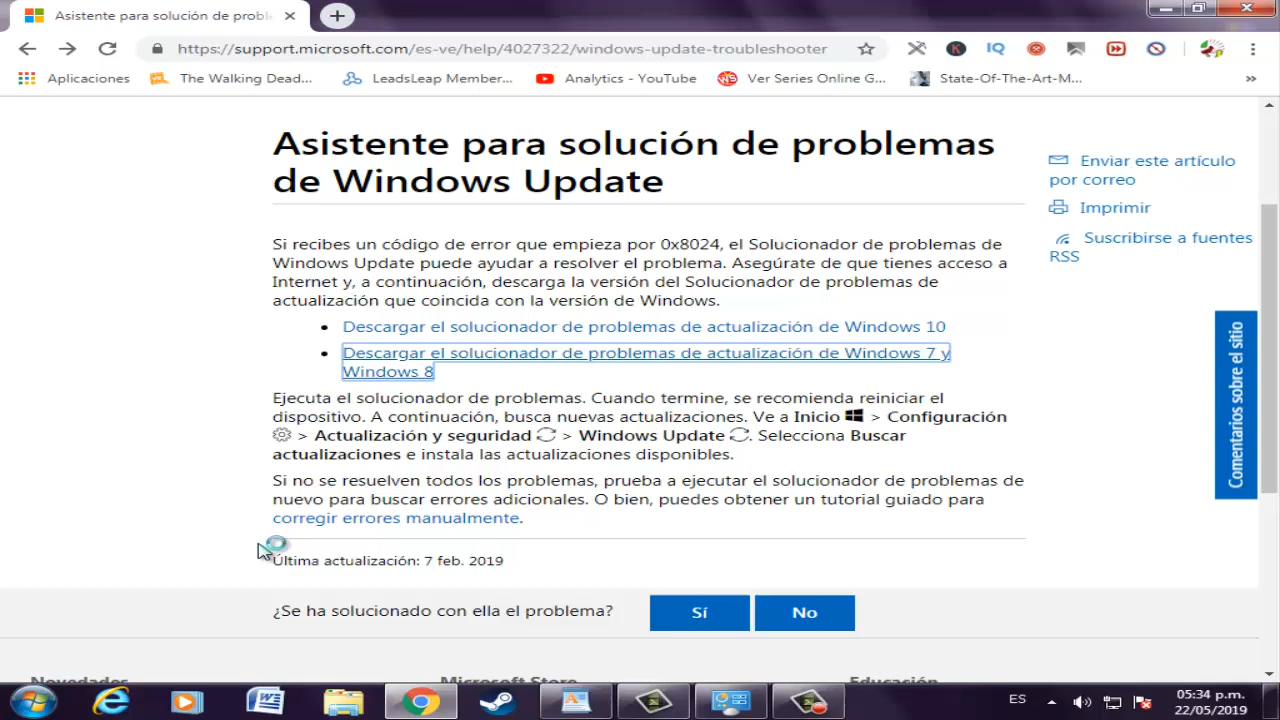 Asistente para solución de probl
https://support.microsoft.com/es-ve/help/4027322/windows-update-troubleshooter
IQ
Aplicaciones
The Walking Dead...
LeadsLeap Member...
Analytics - YouTube
Ver Series Online G...
State-Of-The-Art-M...
»
Asistente para solución de problemas
de Windows Update
Enviar este artículo
por correo
Imprimir
Suscribirse a fuentes
RSS
Si recibes un código de error que empieza por 0x8024, el Solucionador de problemas de
Windows Update puede ayudar a resolver el problema. Asegúrate de que tienes acceso a
Internet y, a continuación, descarga la versión del Solucionador de problemas de
actualización que coincida con la versión de Windows.
• Descargar el solucionador de problemas de actualización de Windows 10
• Descargar el solucionador de problemas de actualización de Windows 7 y
Windows 8
Ejecuta el solucionador de problemas. Cuando termine, se recomienda reiniciar el
dispositivo. A continuación, busca nuevas actualizaciones. Ve a Inicio > Configuración
> Actualización y seguridad > Windows Update . Selecciona Buscar
actualizaciones e instala las actualizaciones disponibles.
Si no se resuelven todos los problemas, prueba a ejecutar el solucionador de problemas de
nuevo para buscar errores adicionales. O bien, puedes obtener un tutorial guiado para
corregir errores manualmente.
Última actualización: 7 feb. 2019
Comentarios sobre el sitio
¿Se ha solucionado con ella el problema?
Sí
No
Novedades
Microsoft Store
Educación
ES
05:34 p.m.
22/05/2019